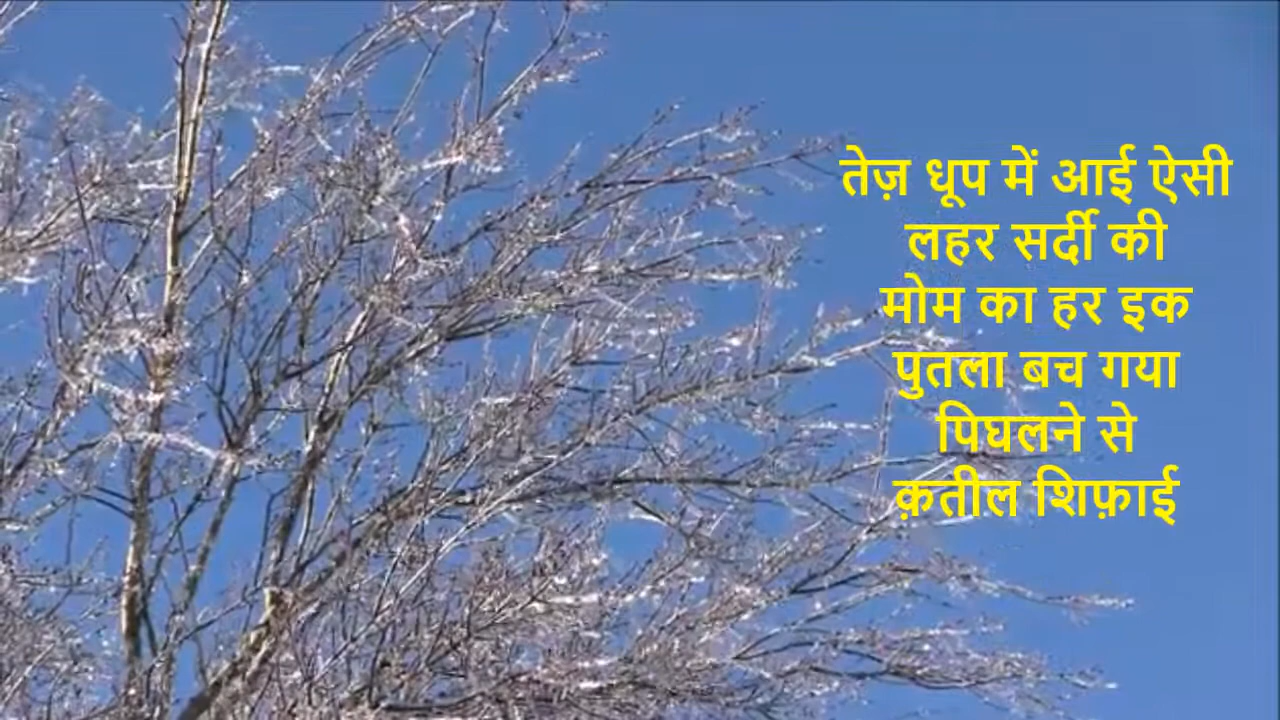 तेज़ धूप में आई ऐसी
लहर सर्दी की
मोम का हर इक
पुतला बच गया
पिघलने से
क़तील शिफ़ाई